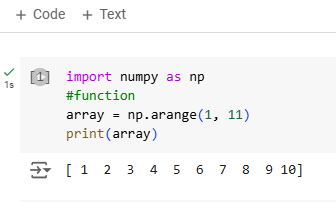 + Code + Text
1s
[1]
import numpy as np
#function
array = np.arange(1, 11)
print(array)
[ 1  2  3  4  5  6  7  8  9 10]